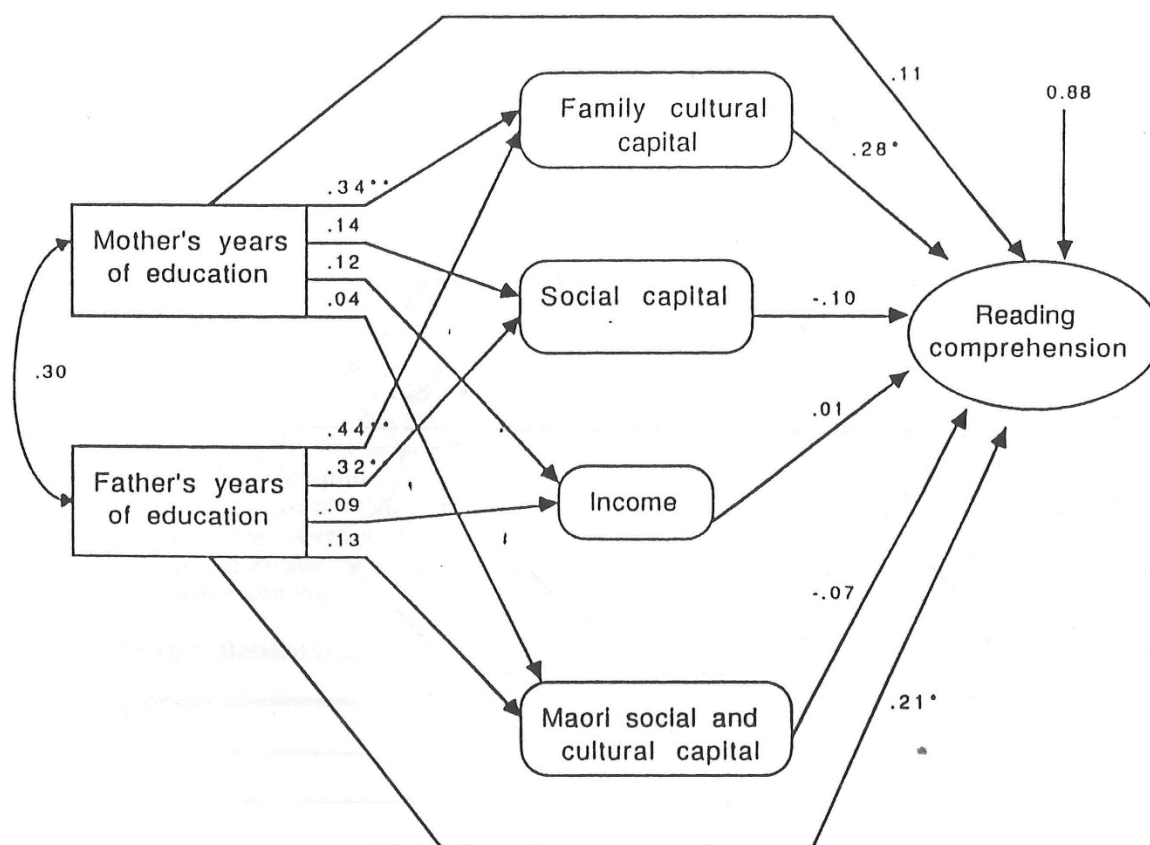 .11
0.88
Family cultural
capital
.28*
.34**
Mother's years
of education
.14
.12
.04
Social capital
-.10
Reading
comprehension
.30
.01
.44**
.32**
Father's years
of education
.09
.13
Income
-.07
Maori social and
cultural capital
.21*